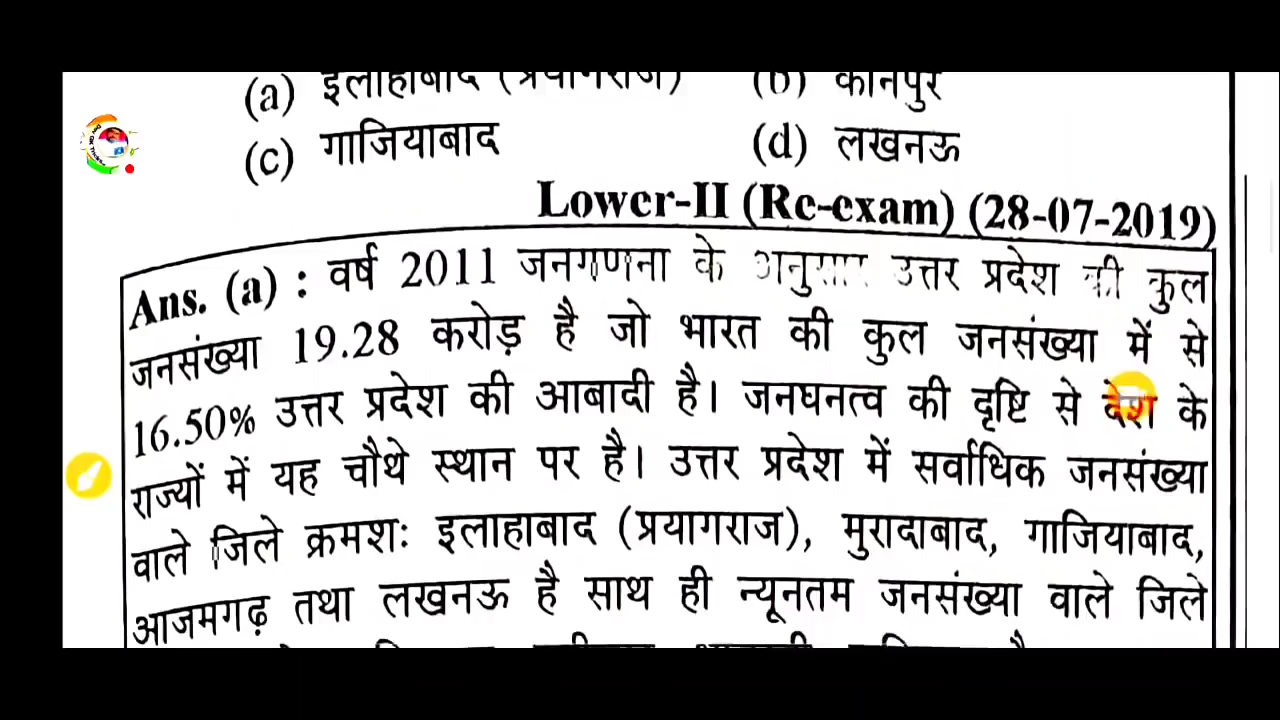 (a) इलाहाबाद (प्रयागराज) (b) कानपुर
(c) गाजियाबाद (d) लखनऊ
Lower-II (Re-exam) (28-07-2019)
Ans. (a) : वर्ष 2011 जनगणना के अनुसार उत्तर प्रदेश की कुल
जनसंख्या 19.28 करोड़ है जो भारत की कुल जनसंख्या में से
16.50% उत्तर प्रदेश की आबादी है। जनघनत्व की दृष्टि से देश के
राज्यों में यह चौथे स्थान पर है। उत्तर प्रदेश में सर्वाधिक जनसंख्या
वाले जिले क्रमशः इलाहाबाद (प्रयागराज), मुरादाबाद, गाजियाबाद,
आजमगढ़ तथा लखनऊ है साथ ही न्यूनतम जनसंख्या वाले जिले